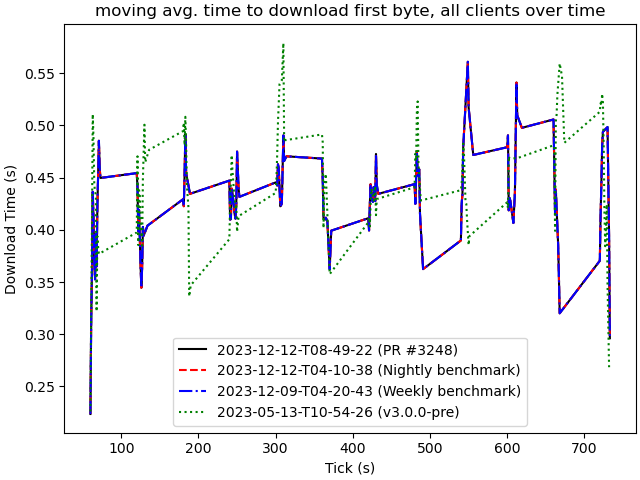 moving avg. time to download first byte, all clients over time
Download Time (s)
0.55
0.50
0.45
0.40
0.35
0.30
0.25
2023-12-12-T08-49-22 (PR #3248)
2023-12-12-T04-10-38 (Nightly benchmark)
2023-12-09-T04-20-43 (Weekly benchmark)
2023-05-13-T10-54-26 (v3.0.0-pre)
100 200 300 400 500 600 700
Tick (s)